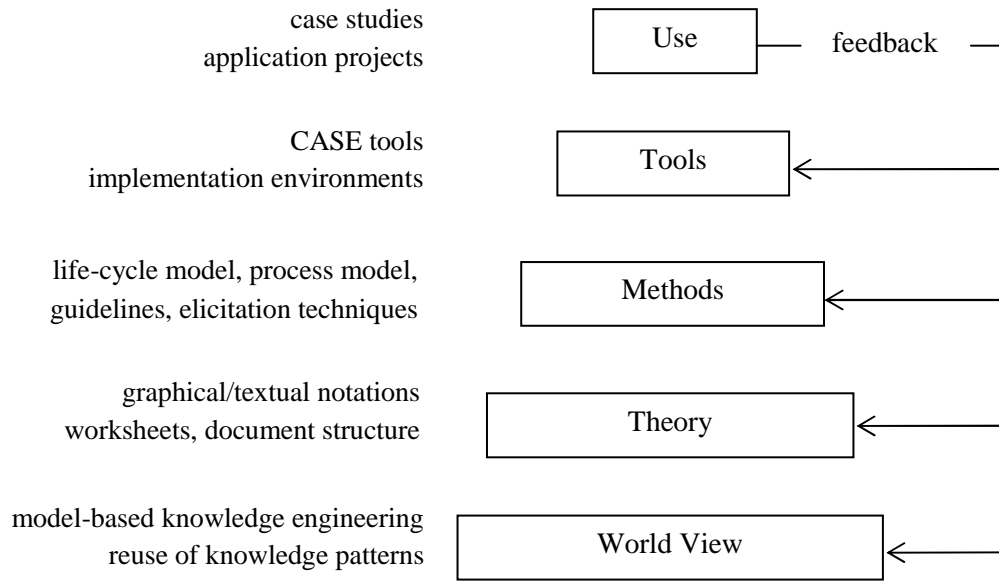 case studies
application projects
Use
feedback
CASE tools
implementation environments
Tools
life-cycle model, process model,
guidelines, elicitation techniques
Methods
graphical/textual notations
worksheets, document structure
Theory
model-based knowledge engineering
reuse of knowledge patterns
World View